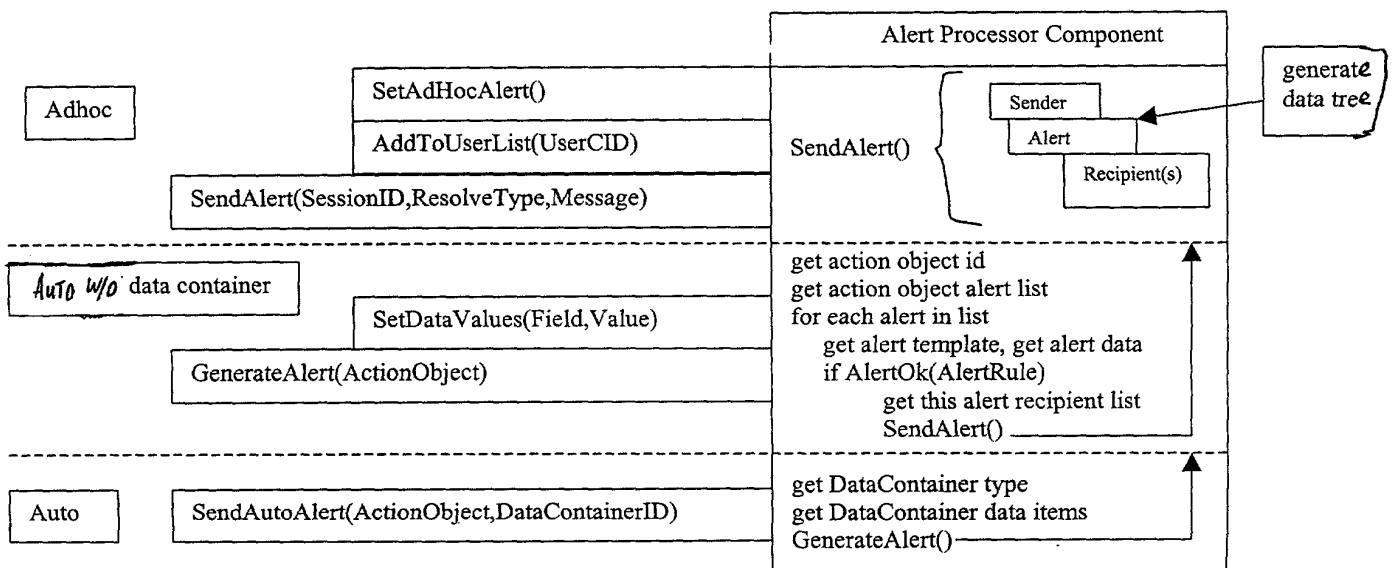 Alert Processor Component
generate
data tree
Adhoc
SetAdHocAlert()
AddToUserList(UserCID)
SendAlert(SessionID,ResolveType,Message)
SendAlert()
Sender
Alert
Recipient(s)
Auto w/o data container
SetDataValues(Field,Value)
GenerateAlert(ActionObject)
get action object id
get action object alert list
for each alert in list
get alert template, get alert data
if AlertOk(AlertRule)
get this alert recipient list
SendAlert()
Auto
SendAutoAlert(ActionObject,DataContainerID)
get DataContainer type
get DataContainer data items
GenerateAlert()